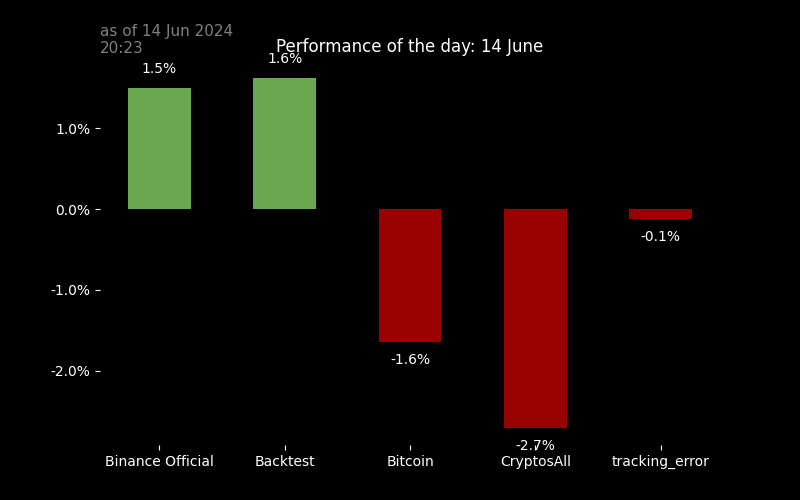 as of 14 Jun 2024
20:23
Performance of the day: 14 June
1.5%
1.6%
1.0%
0.0%
-0.1%
-1.0%
-1.6%
-2.0%
-2.7%
Binance Official
Backtest
Bitcoin
CryptosAll
tracking_error